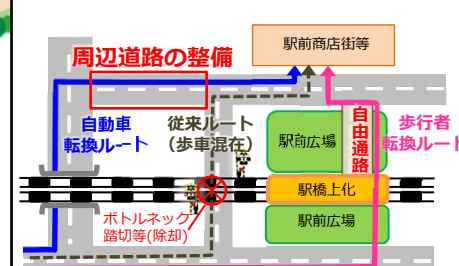 駅前商店街等
周辺道路の整備
自動車
転換ルート
従来ルート
(歩車混在)
駅前広場
自由通路
歩行者
転換ルート
駅橋上化
ボトルネック
踏切等(除却)
駅前広場